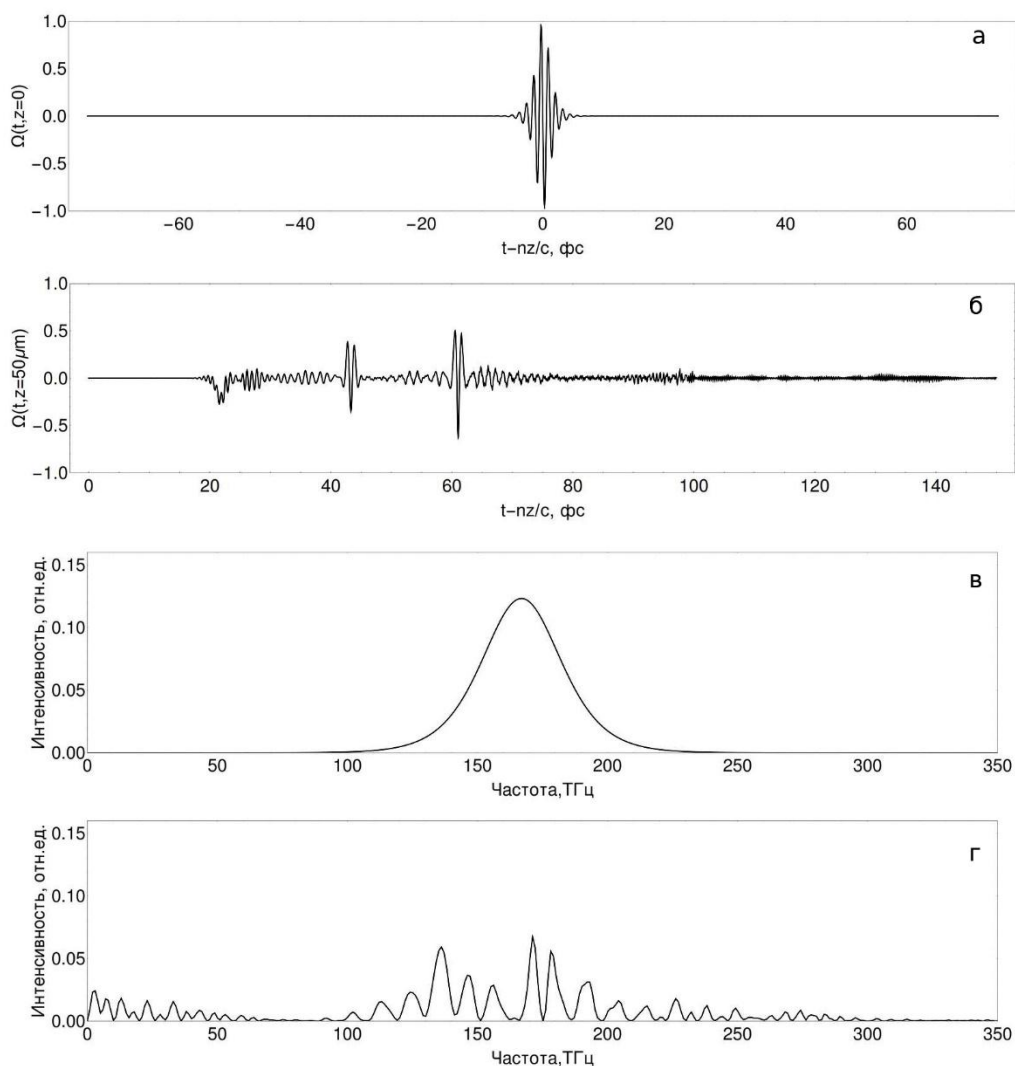 1.0
а
0.5
0.0
−0.5
−1.0
Ω(t,z=0)
−60 −40 −20 0 20 40 60
t−nz/c, фс
1.0
б
0.5
0.0
−0.5
−1.0
Ω(t,z=50μm)
0 20 40 60 80 100 120 140
t−nz/c, фс
0.15
в
0.10
0.05
0.00
Интенсивность, отн.ед.
0 50 100 150 200 250 300 350
Частота,ТГц
0.15
г
0.10
0.05
0.00
Интенсивность, отн.ед.
0 50 100 150 200 250 300 350
Частота,ТГц